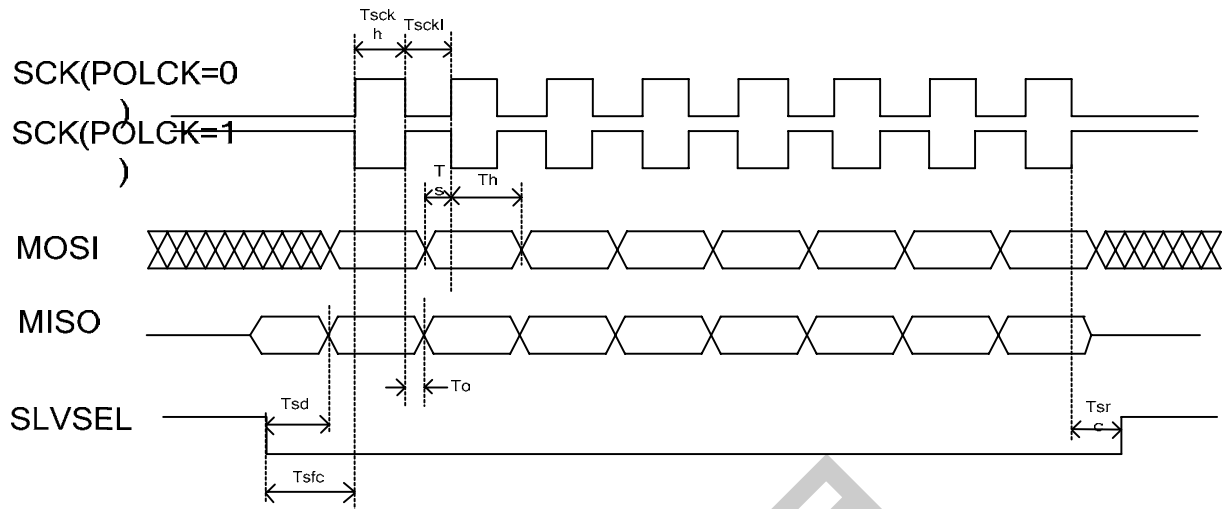 Tsck
h
Tsckl
SCK(POLCK=0
)
SCK(POLCK=1
)
T
s
Th
MOSI
MISO
To
SLVSEL
Tsd
Tsr
c
Tsfc